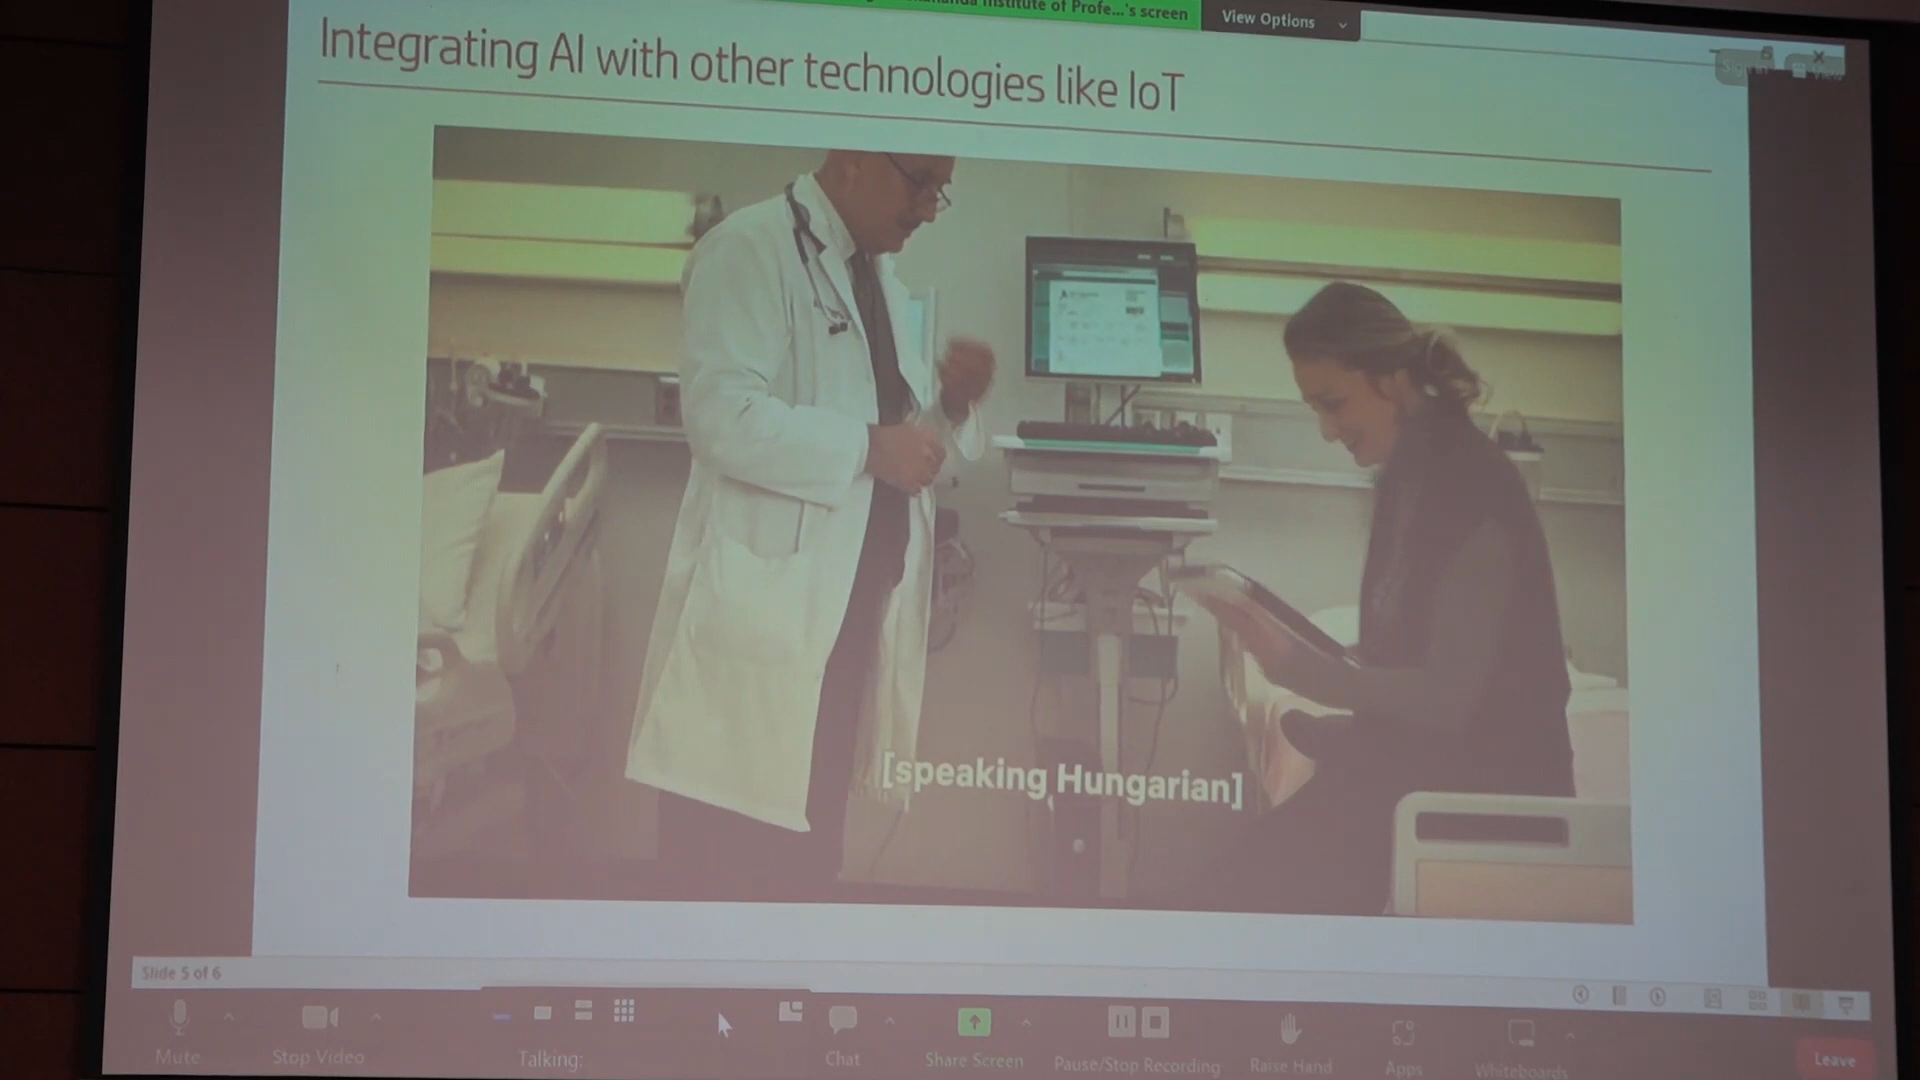 Institute of Profe...'s screen
View Options
Integrating AI with other technologies like IoT
[speaking Hungarian]
Slide 5 of 6
Mute
Stop Video
Talking:
Chat
Share Screen
Pause/Stop Recording
Raise Hand
Apps
Whiteboards
Leave